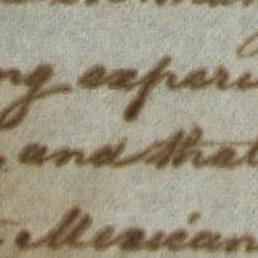 ng experi
and that
Mexican